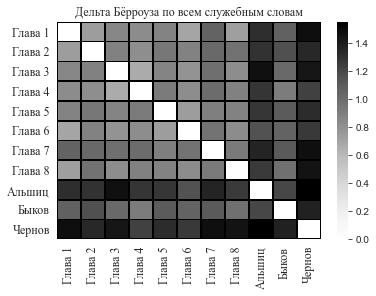 Дельта Бёрроуза по всем служебным словам
Глава 1
Глава 2
Глава 3
Глава 4
Глава 5
Глава 6
Глава 7
Глава 8
Альшиц
Быков
Чернов
Глава 1
Глава 2
Глава 3
Глава 4
Глава 5
Глава 6
Глава 7
Глава 8
Альшиц
Быков
Чернов
1.4
1.2
1.0
0.8
0.6
0.4
0.2
0.0